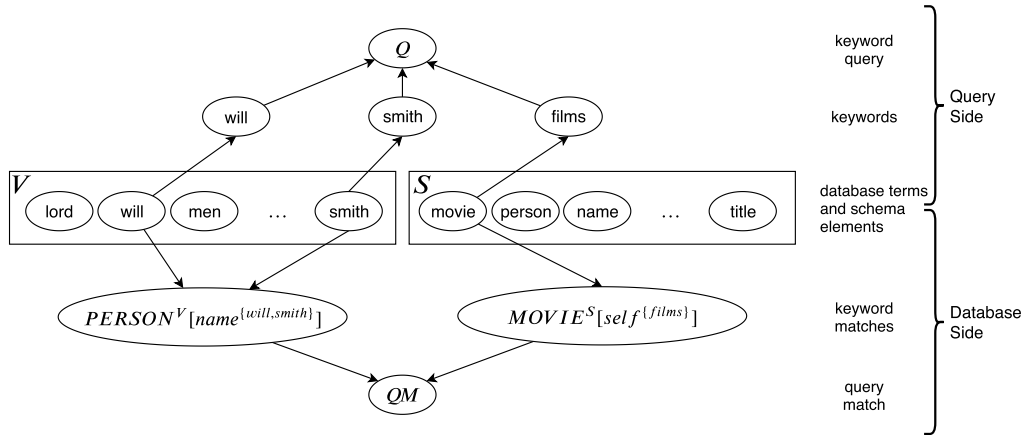 Q
keyword
query
will
smith
films
keywords
Query
Side
V
S
lord
will
men
...
smith
movie
person
name
...
title
database terms
and schema
elements
PERSON^V[name^{will,smith}]
MOVIE^S[self^{films}]
keyword
matches
Database
Side
QM
query
match